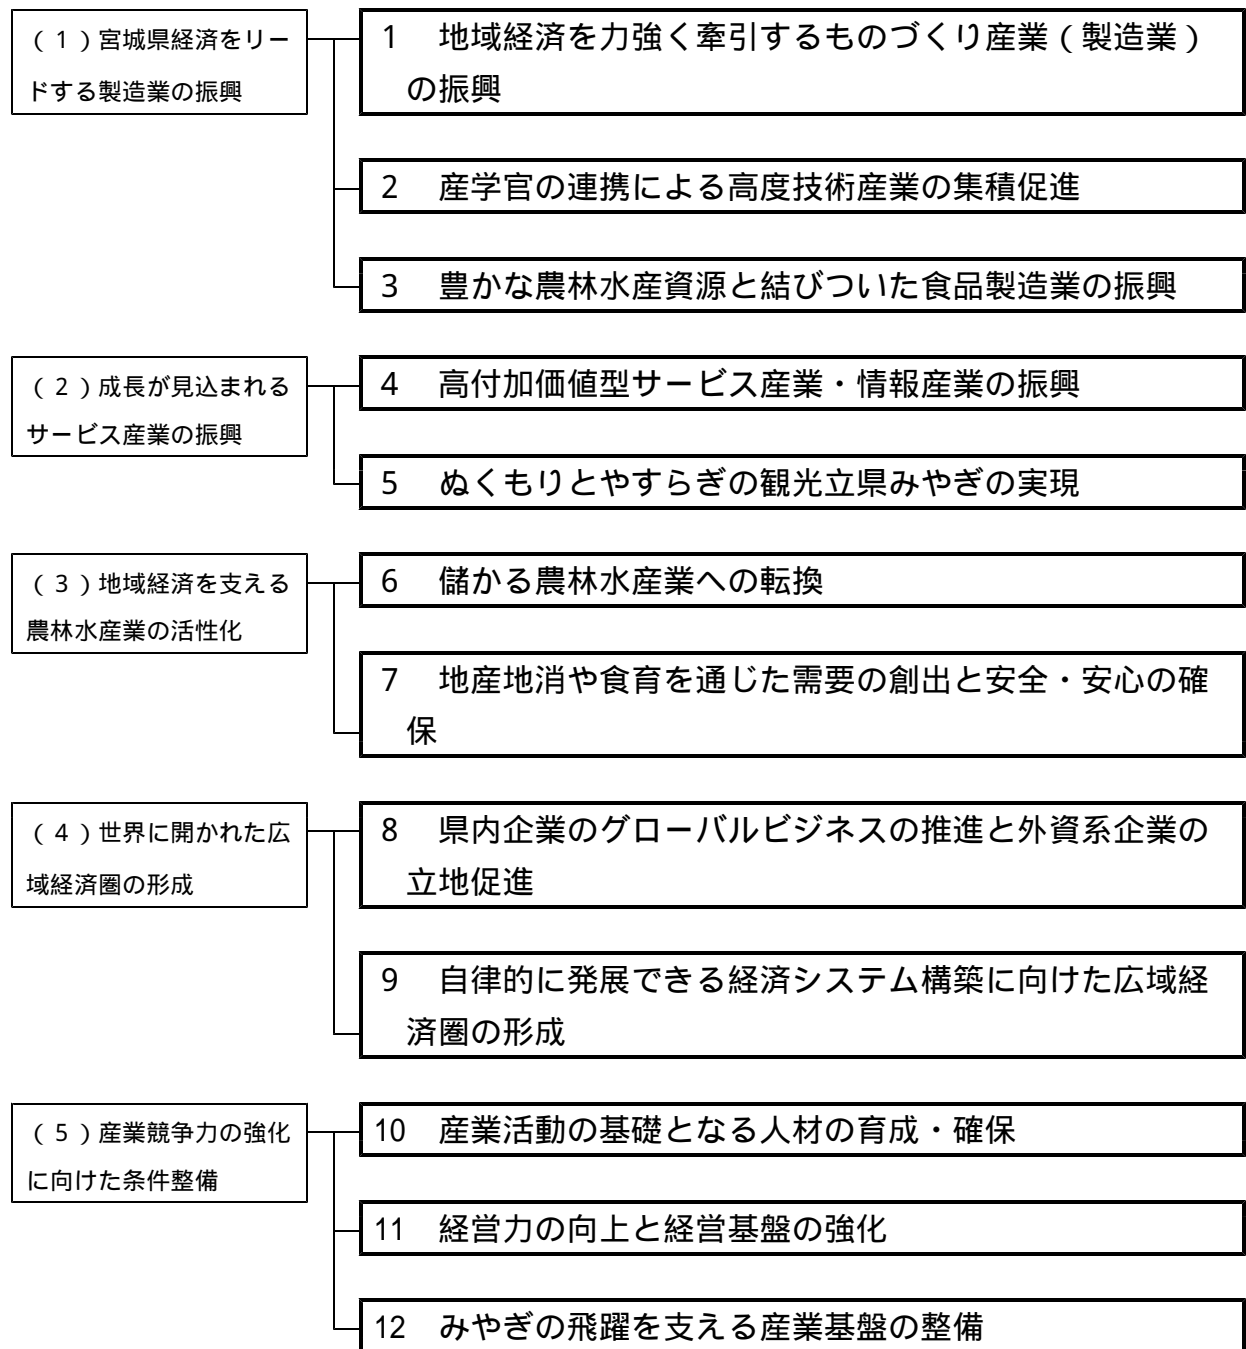 (1)宮城県経済をリー
ドする製造業の振興
1 地域経済を力強く牽引するものづくり産業(製造業)
の振興
2 産学官の連携による高度技術産業の集積促進
3 豊かな農林水産資源と結びついた食品製造業の振興
(2)成長が見込まれる
サービス産業の振興
4 高付加価値型サービス産業・情報産業の振興
5 ぬくもりとやすらぎの観光立県みやぎの実現
(3)地域経済を支える
農林水産業の活性化
6 儲かる農林水産業への転換
7 地産地消や食育を通じた需要の創出と安全・安心の確
保
(4)世界に開かれた広
域経済圏の形成
8 県内企業のグローバルビジネスの推進と外資系企業の
立地促進
9 自律的に発展できる経済システム構築に向けた広域経
済圏の形成
(5)産業競争力の強化
に向けた条件整備
10 産業活動の基礎となる人材の育成・確保
11 経営力の向上と経営基盤の強化
12 みやぎの飛躍を支える産業基盤の整備